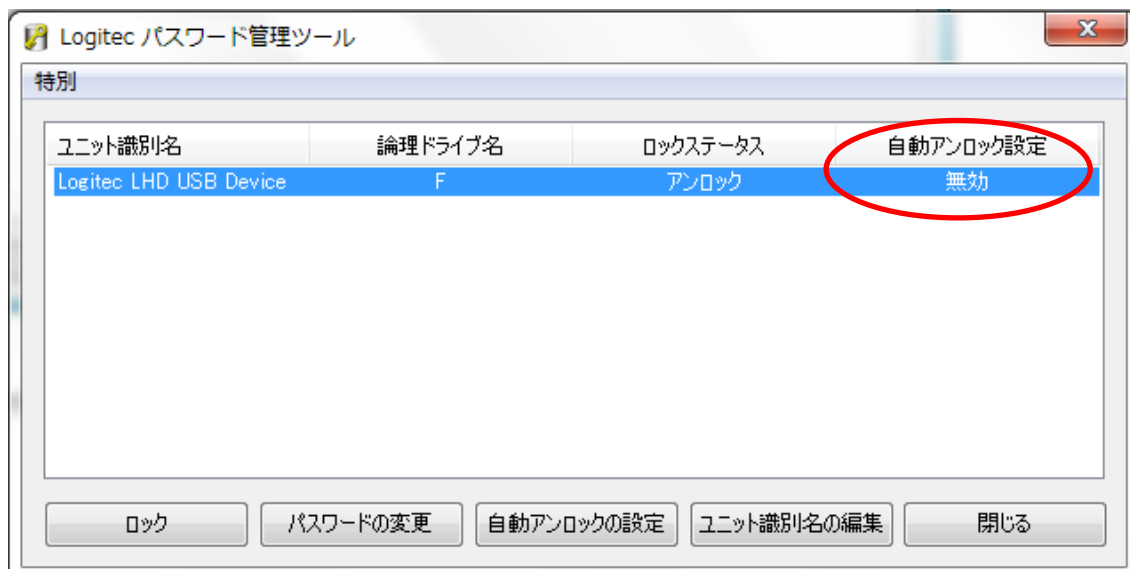 Logitec パスワード管理ツール
特別
ユニット識別名 論理ドライブ名 ロックステータス 自動アンロック設定
Logitec LHD USB Device F アンロック 無効
ロック パスワードの変更 自動アンロックの設定 ユニット識別名の編集 閉じる